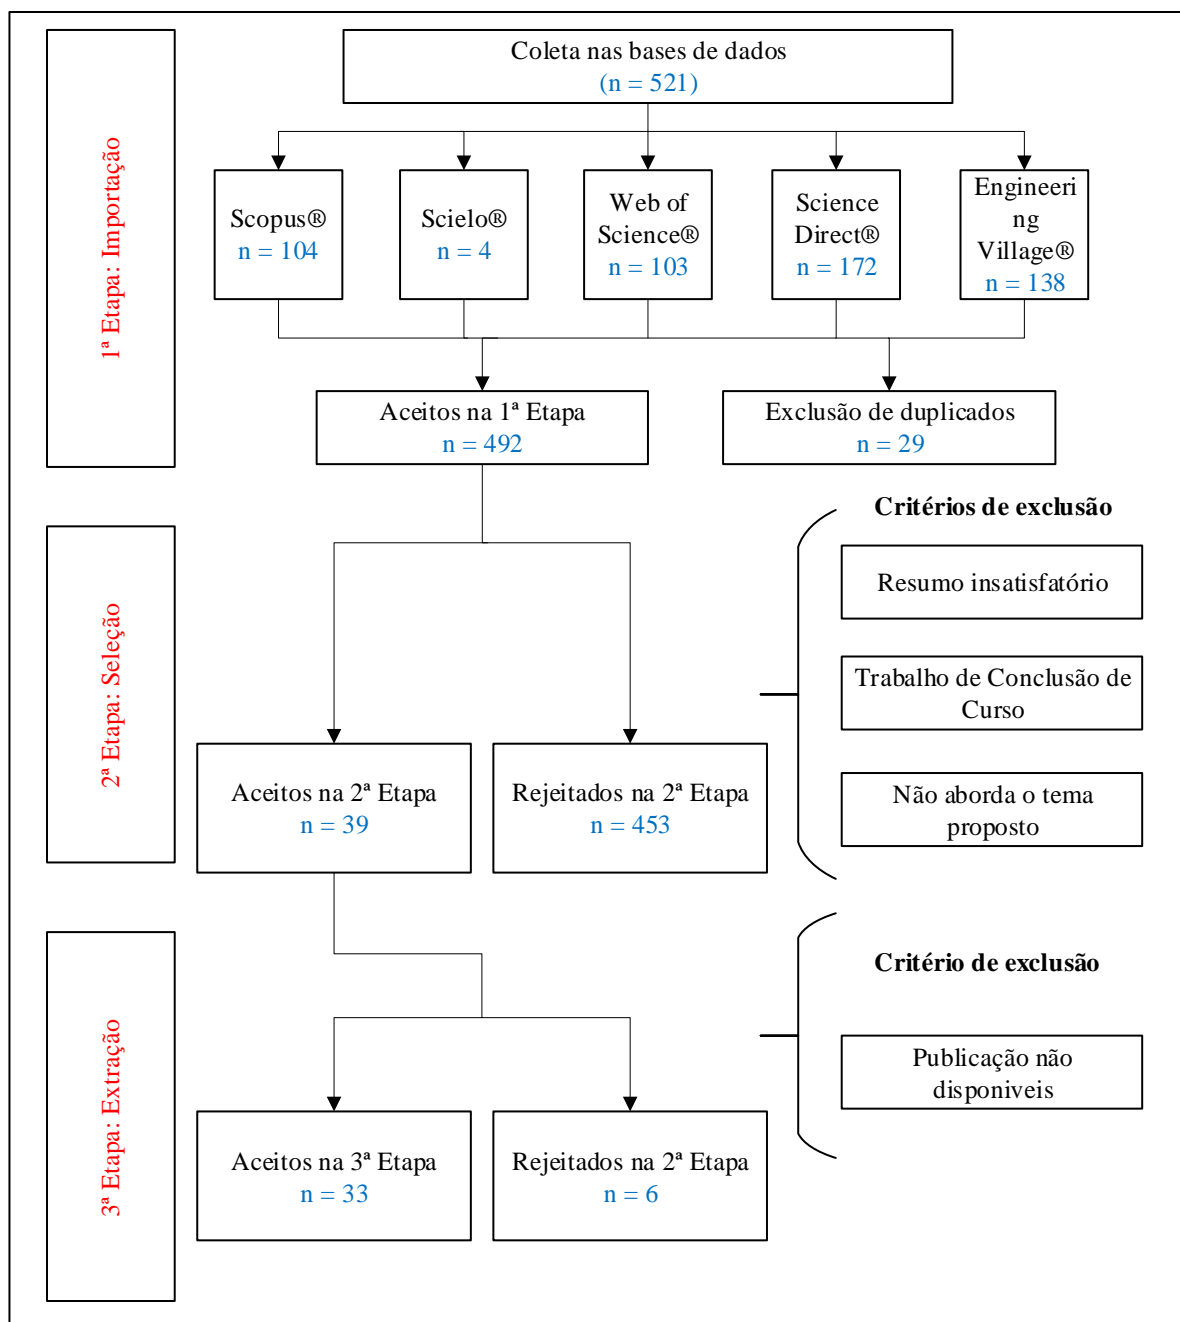 1ª Etapa: Importação
Coleta nas bases de dados
(n = 521)
Scopus®
n = 104
Scielo®
n = 4
Web of
Science®
n = 103
Science
Direct®
n = 172
Engineeri
ng
Village®
n = 138
Aceitos na 1ª Etapa
n = 492
Exclusão de duplicados
n = 29
2ª Etapa: Seleção
Aceitos na 2ª Etapa
n = 39
Rejeitados na 2ª Etapa
n = 453
Critérios de exclusão
Resumo insatisfatório
Trabalho de Conclusão de
Curso
Não aborda o tema
proposto
3ª Etapa: Extração
Aceitos na 3ª Etapa
n = 33
Rejeitados na 2ª Etapa
n = 6
Critério de exclusão
Publicação não
disponiveis